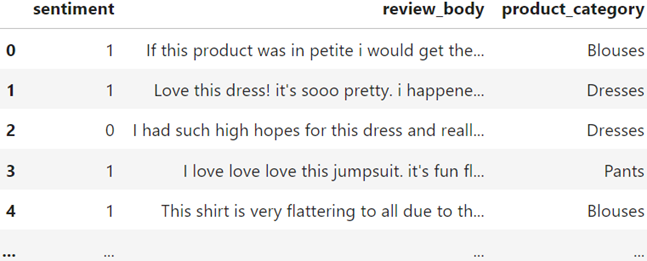 sentiment review_body product_category
0 1 If this product was in petite i would get the... Blouses
1 1 Love this dress! it's sooo pretty. i happene... Dresses
2 0 I had such high hopes for this dress and reall... Dresses
3 1 I love love love this jumpsuit. it's fun fl... Pants
4 1 This shirt is very flattering to all due to th... Blouses
... ... ... ...